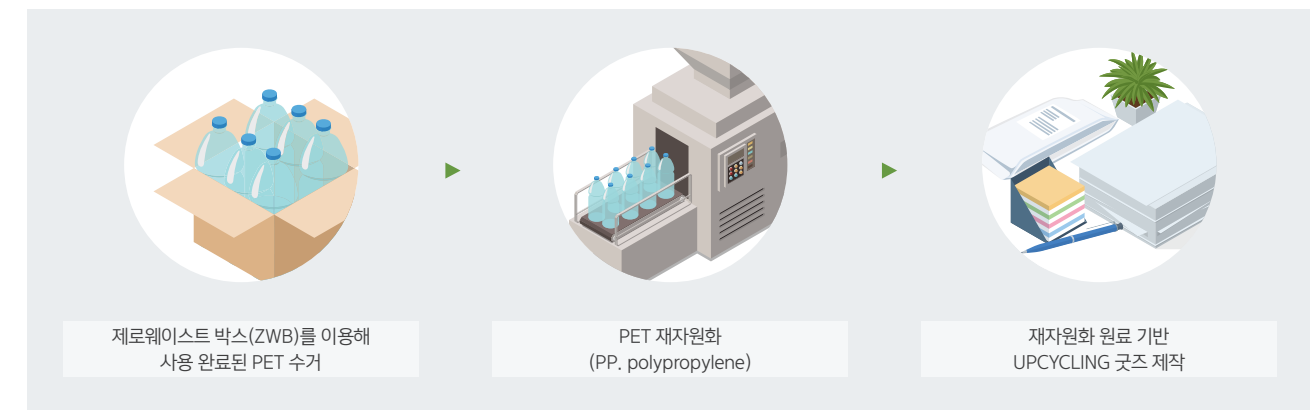 제로웨이스트 박스(ZWB)를 이용해
사용 완료된 PET 수거
PET 재자원화
(PP. polypropylene)
재자원화 원료 기반
UPCYCLING 굿즈 제작